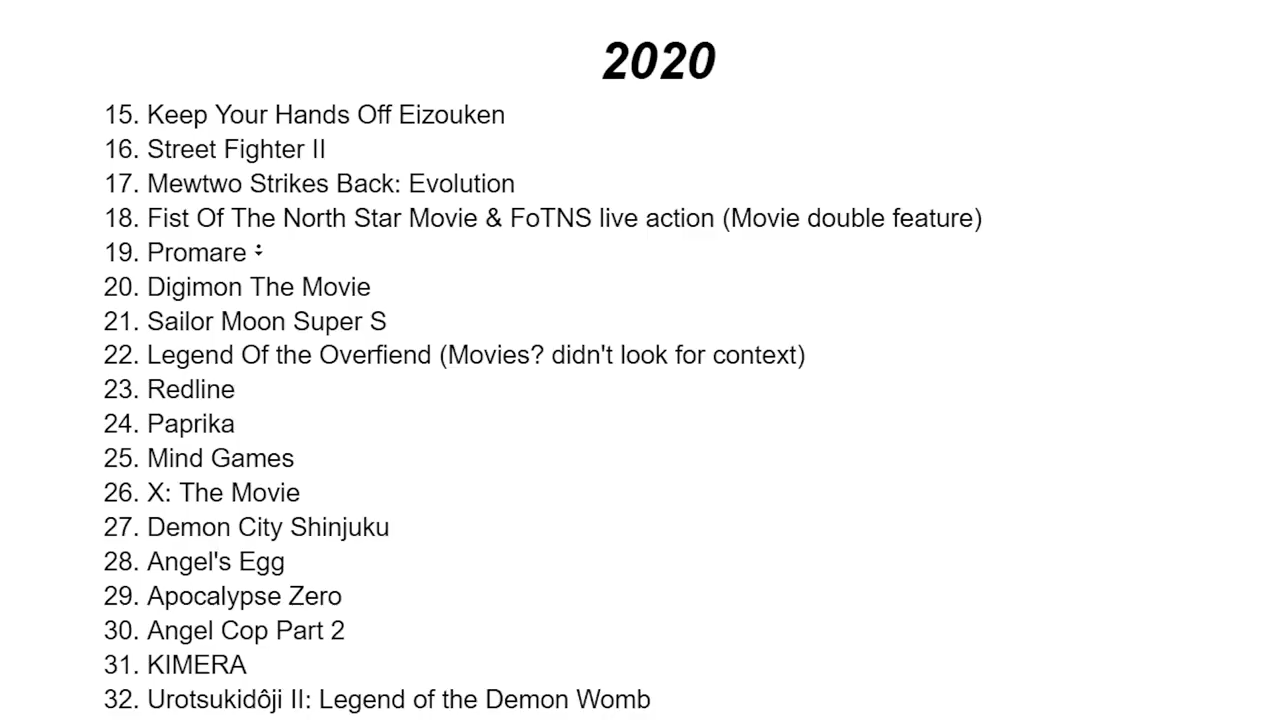 2020
15. Keep Your Hands Off Eizouken
16. Street Fighter II
17. Mewtwo Strikes Back: Evolution
18. Fist Of The North Star Movie & FoTNS live action (Movie double feature)
19. Promare
20. Digimon The Movie
21. Sailor Moon Super S
22. Legend Of the Overfiend (Movies? didn't look for context)
23. Redline
24. Paprika
25. Mind Games
26. X: The Movie
27. Demon City Shinjuku
28. Angel's Egg
29. Apocalypse Zero
30. Angel Cop Part 2
31. KIMERA
32. Urotsukidôji II: Legend of the Demon Womb